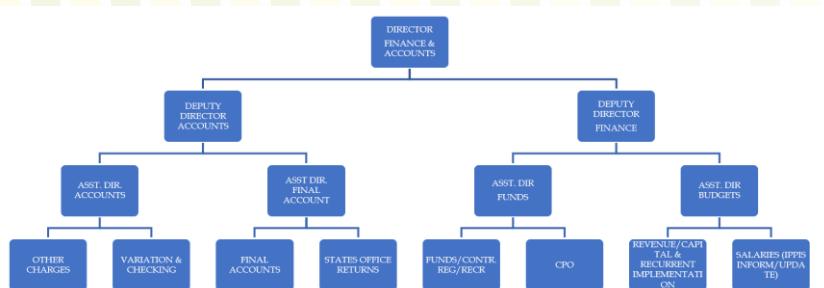 DIRECTOR
FINANCE &
ACCOUNTS
DEPUTY
DIRECTOR
ACCOUNTS
DEPUTY
DIRECTOR
FINANCE
ASST. DIR.
ACCOUNTS
ASST DIR.
FINAL
ACCOUNT
ASST. DIR
FUNDS
ASST. DIR
BUDGETS
OTHER
CHARGES
VARIATION &
CHECKING
FINAL
ACCOUNTS
STATES OFFICE
RETURNS
FUNDS/CONTR.
REG/RECR
CPO
REVENUE/CAPI
TAL &
RECURRENT
IMPLEMENTATI
ON
SALARIES (IPPIS
INFORM/UPDA
TE)